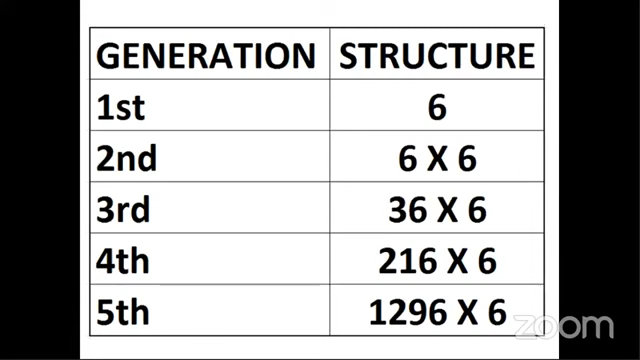 GENERATION STRUCTURE
1st 6
2nd 6 X 6
3rd 36 X 6
4th 216 X 6
5th 1296 X 6
zoom